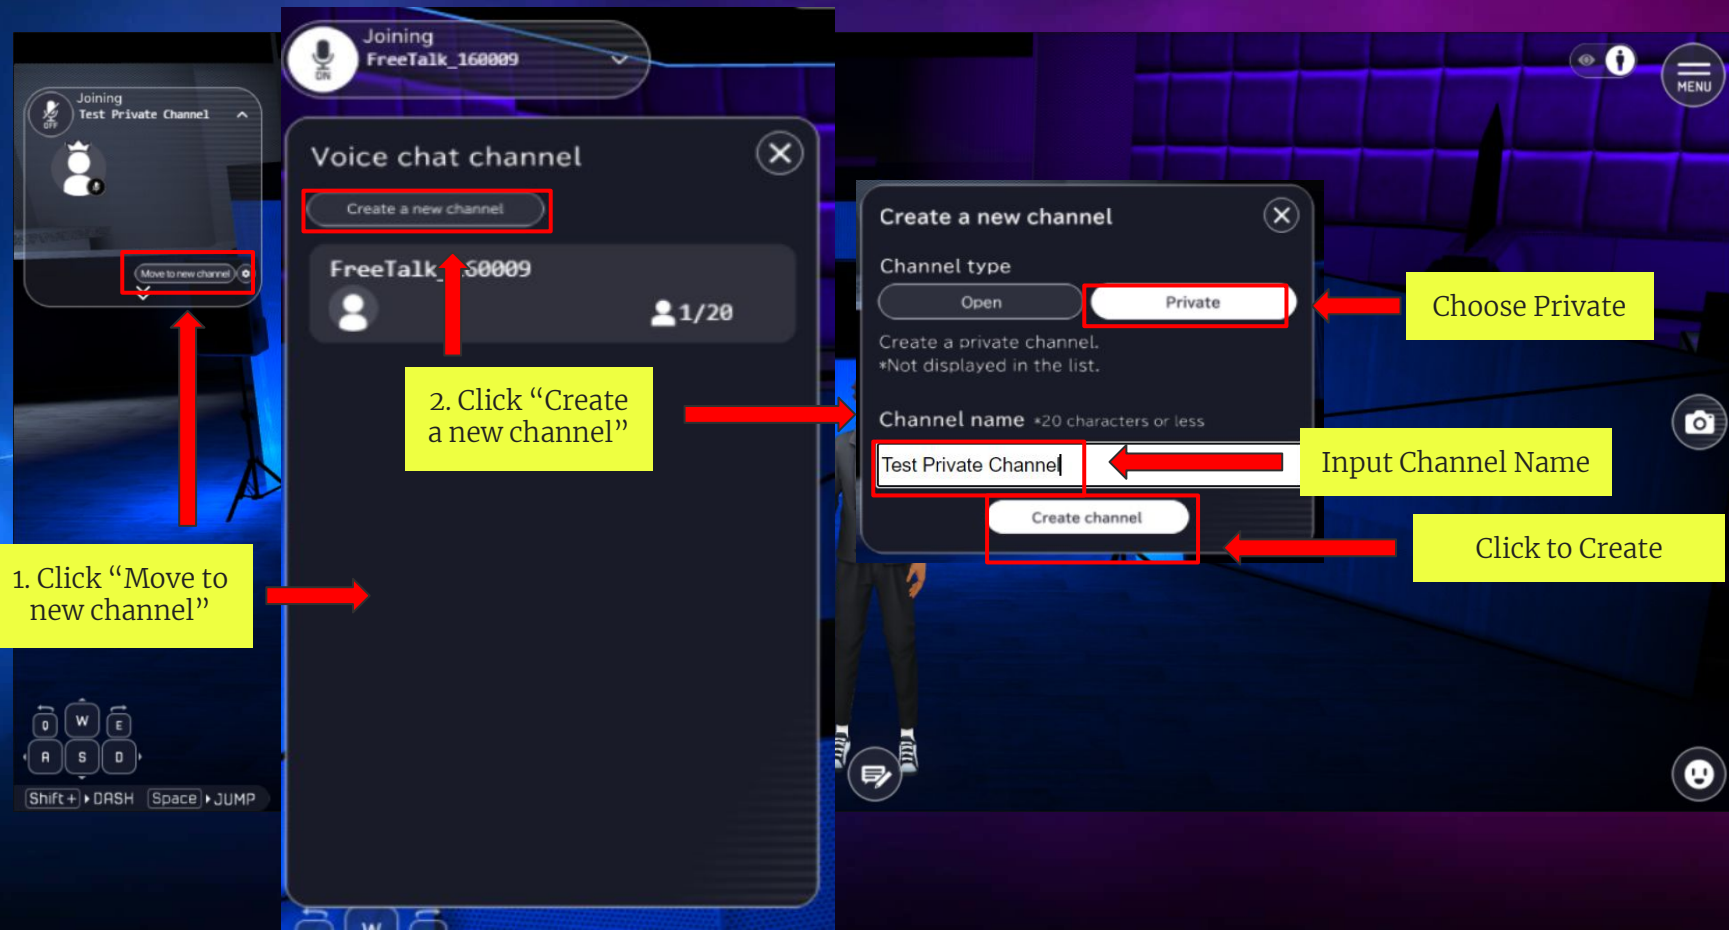 Joining
Test Private Channel
OFF
Move to new channel
1. Click “Move to
new channel”
Q W E
A S D
Shift + DASH Space JUMP
Joining
FreeTalk_160009
ON
Voice chat channel
Create a new channel
FreeTalk_160009
1/20
2. Click “Create
a new channel”
W
MENU
Create a new channel
Channel type
Open Private
Create a private channel.
*Not displayed in the list.
Channel name *20 characters or less
Test Private Channel
Create channel
Choose Private
Input Channel Name
Click to Create